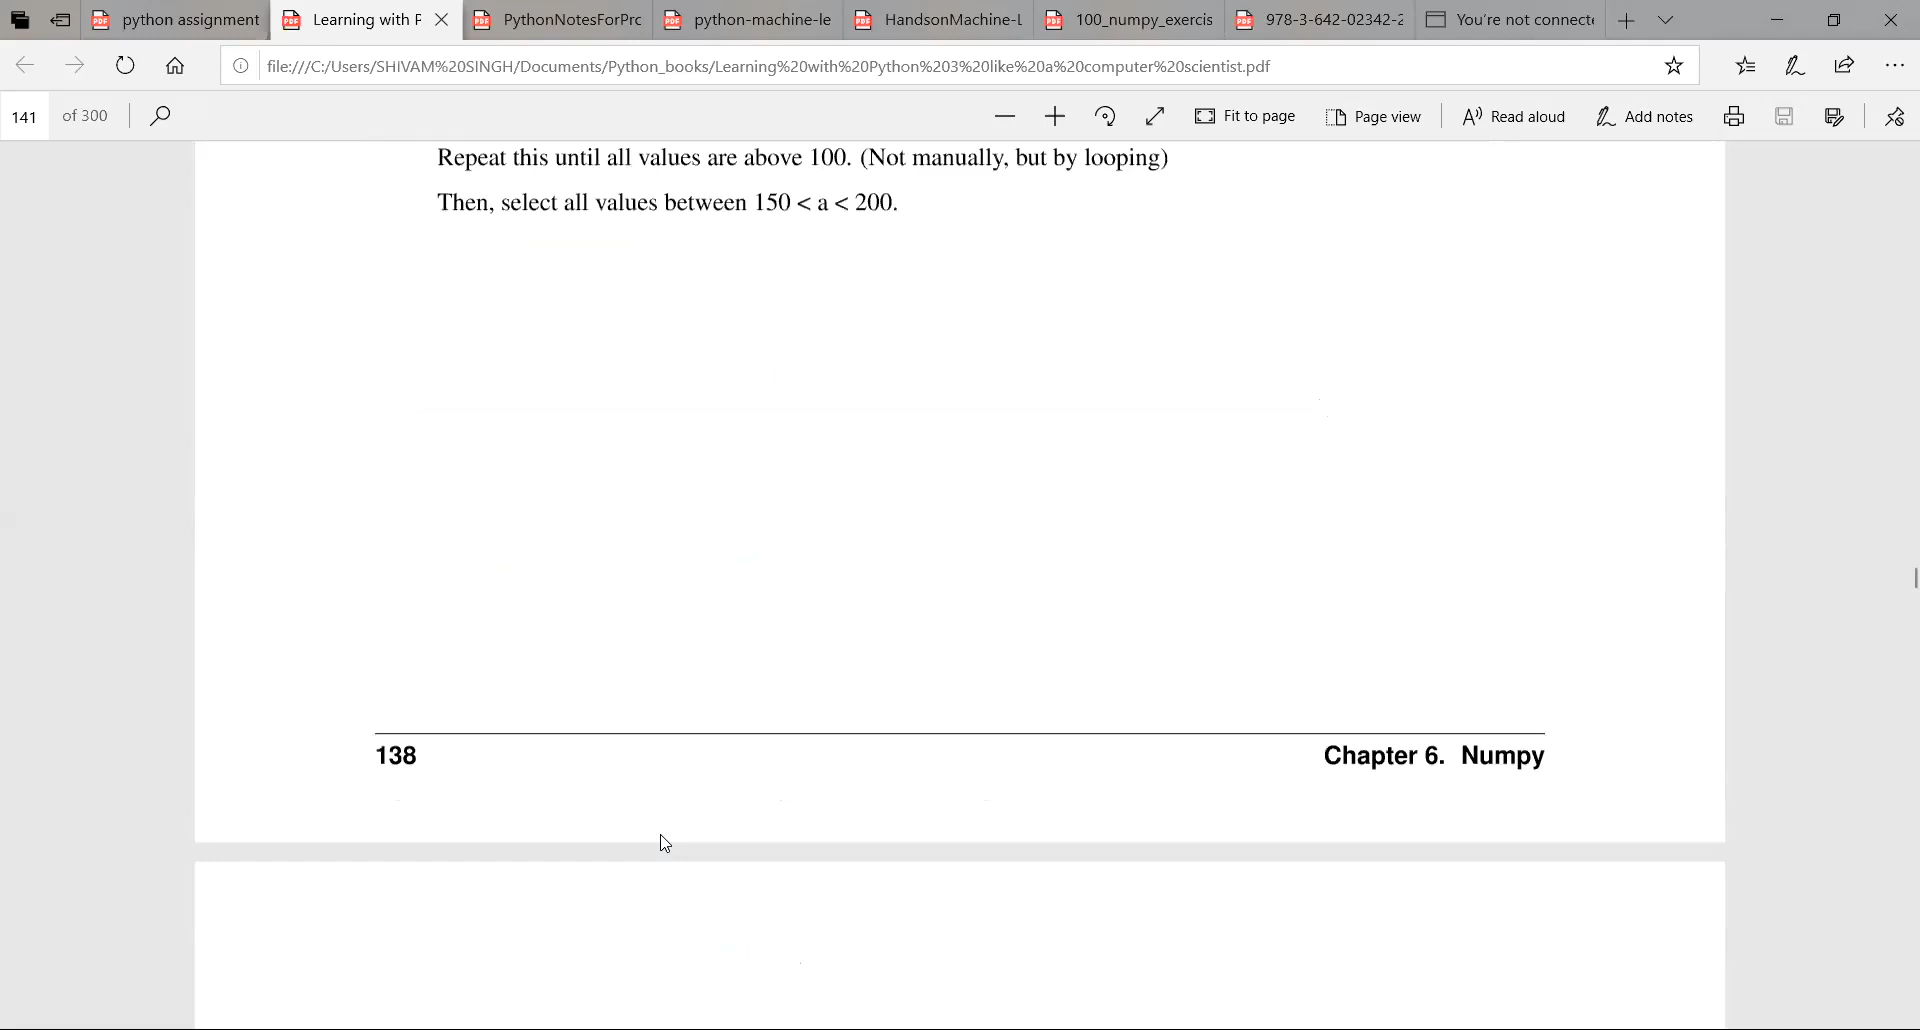 python assignment
Learning with P
PythonNotesForPrc
python-machine-le
HandsonMachine-L
100_numpy_exercis
978-3-642-02342-2
You're not connecte
file:///C:/Users/SHIVAM%20SINGH/Documents/Python_books/Learning%20with%20Python%203%20like%20a%20computer%20scientist.pdf
141 of 300
Fit to page
Page view
Read aloud
Add notes
Repeat this until all values are above 100. (Not manually, but by looping)
Then, select all values between 150 < a < 200.
138
Chapter 6. Numpy